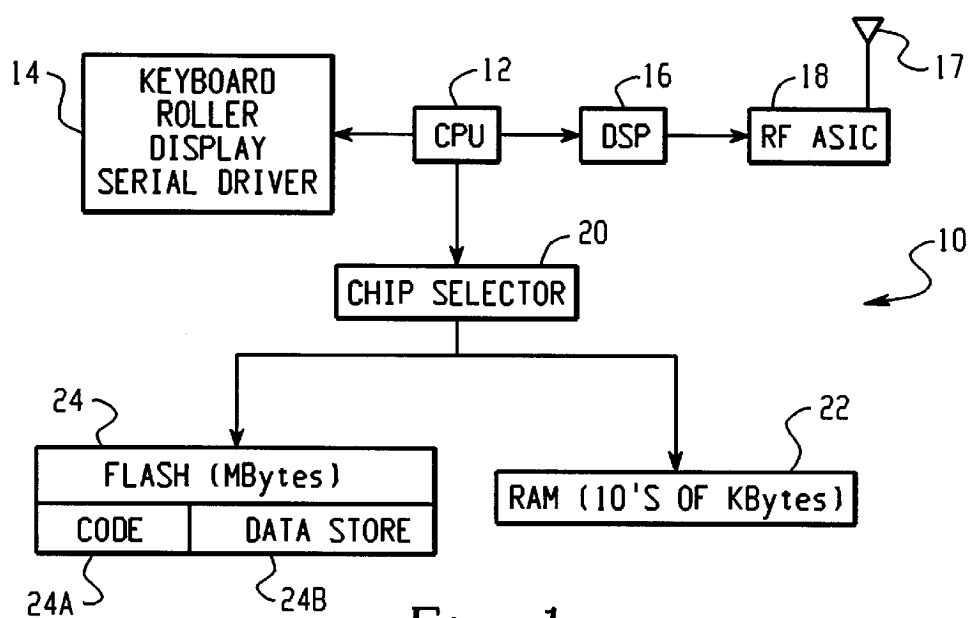 14
KEYBOARD
ROLLER
DISPLAY
SERIAL DRIVER
12
CPU
16
DSP
18
RF ASIC
17
20
CHIP SELECTOR
10
24
FLASH (MBytes)
CODE
DATA STORE
24A
24B
22
RAM (10'S OF KBytes)